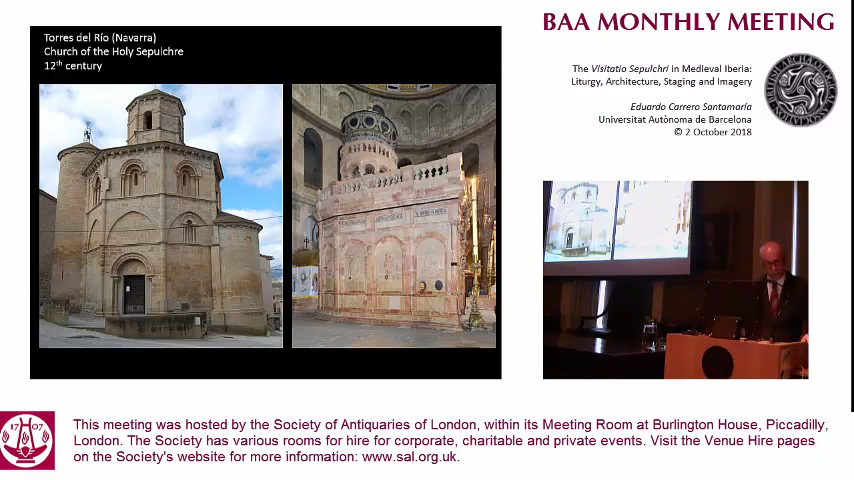 Torres del Río (Navarra)
Church of the Holy Sepulchre
12th century
BAA MONTHLY MEETING
The Visitatio Sepulchri in Medieval Iberia:
Liturgy, Architecture, Staging and Imagery
Eduardo Carrero Santamaría
Universitat Autònoma de Barcelona
© 2 October 2018
17 07
This meeting was hosted by the Society of Antiquaries of London, within its Meeting Room at Burlington House, Piccadilly,
London. The Society has various rooms for hire for corporate, charitable and private events. Visit the Venue Hire pages
on the Society's website for more information: www.sal.org.uk.